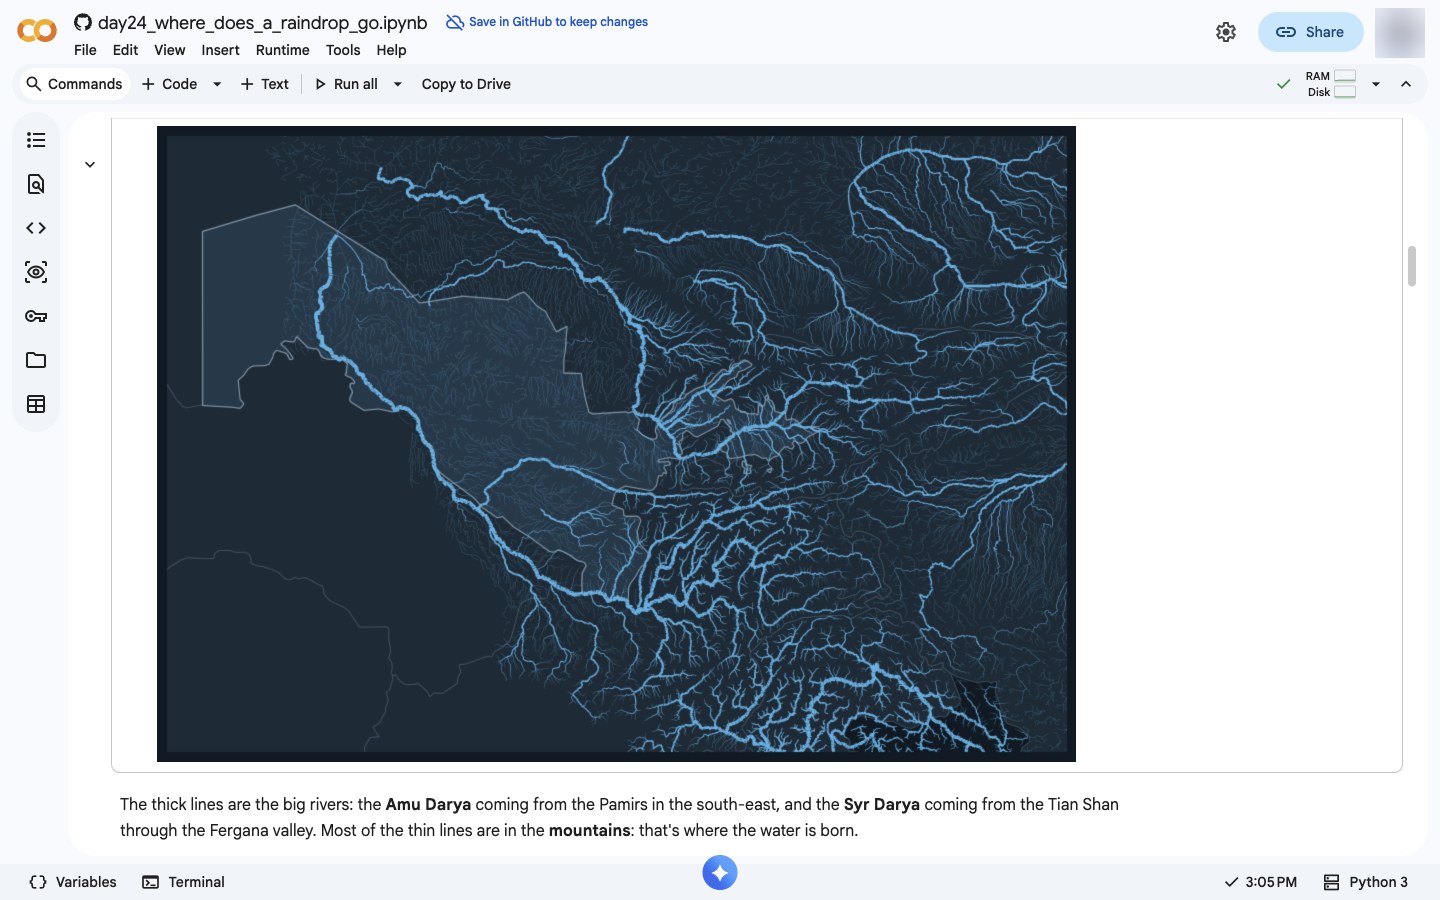 day24_where_does_a_raindrop_go.ipynb
Save in GitHub to keep changes
Share
File Edit View Insert Runtime Tools Help
Commands + Code + Text Run all Copy to Drive
RAM
Disk
The thick lines are the big rivers: the Amu Darya coming from the Pamirs in the south-east, and the Syr Darya coming from the Tian Shan
through the Fergana valley. Most of the thin lines are in the mountains: that's where the water is born.
Variables Terminal 3:05 PM Python 3